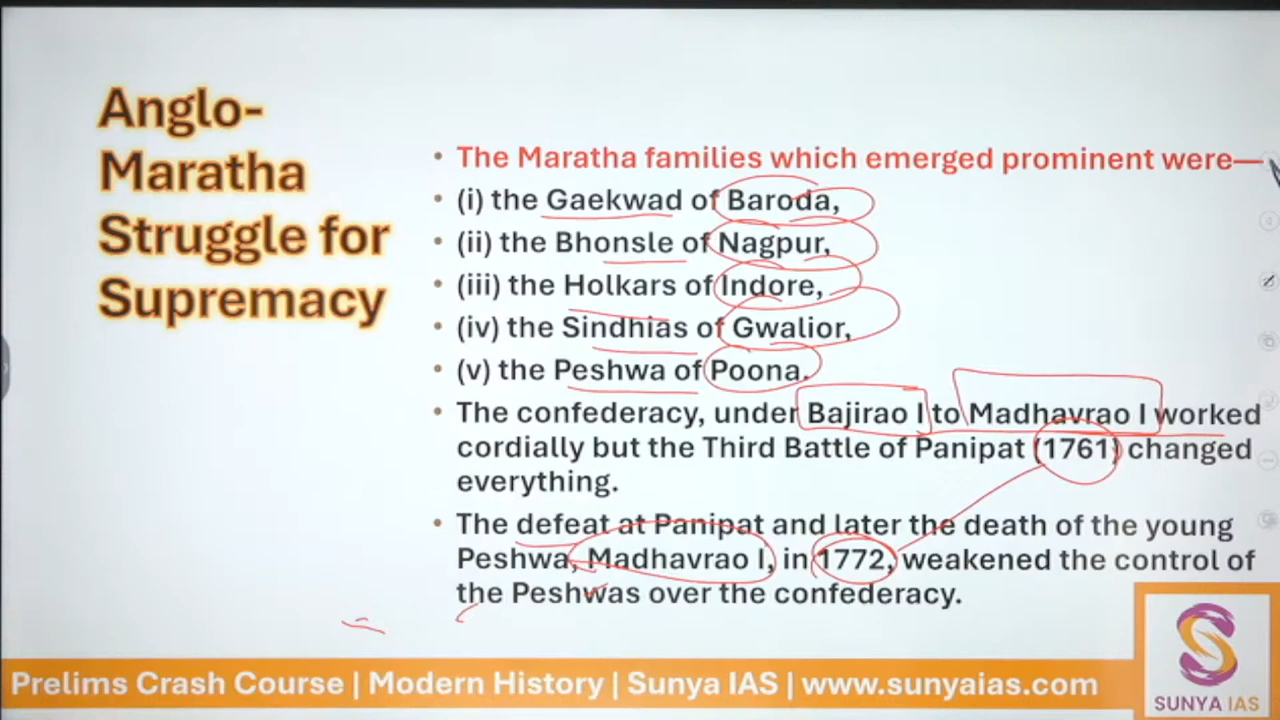 Anglo-
Maratha
Struggle for
Supremacy
• The Maratha families which emerged prominent were—
• (i) the Gaekwad of Baroda,
• (ii) the Bhonsle of Nagpur,
• (iii) the Holkars of Indore,
• (iv) the Sindhias of Gwalior,
• (v) the Peshwa of Poona.
• The confederacy, under Bajirao I to Madhavrao I worked
cordially but the Third Battle of Panipat (1761) changed
everything.
• The defeat at Panipat and later the death of the young
Peshwa, Madhavrao I, in 1772, weakened the control of
the Peshwas over the confederacy.
Prelims Crash Course | Modern History | Sunya IAS | www.sunyaias.com
SUNYA IAS